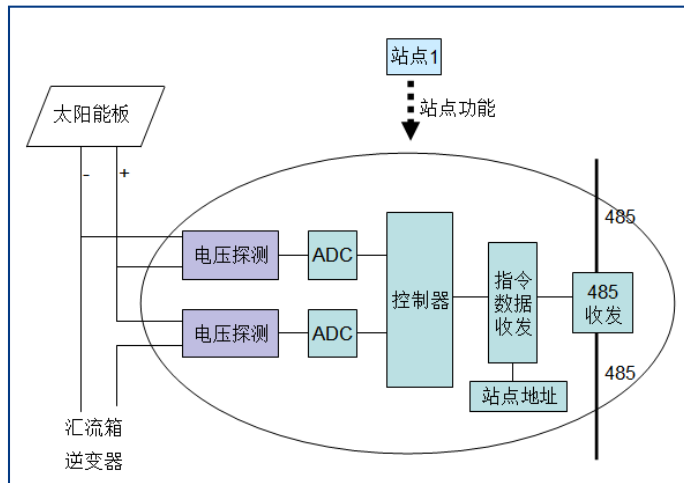 站点1
站点功能
太阳能板
-
+
485
电压探测
ADC
控制器
指令
数据
收发
485
收发
电压探测
ADC
485
站点地址
汇流箱
逆变器